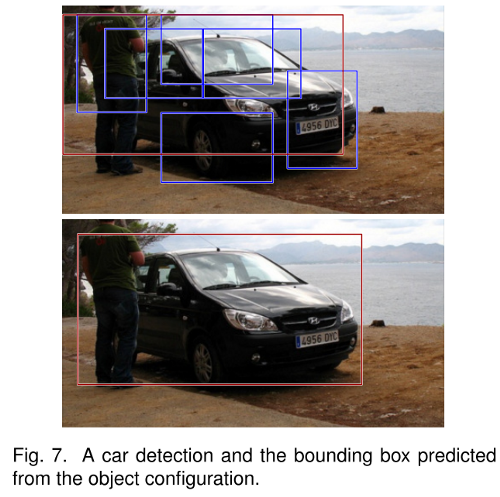 4956 DYC
4956 DYC
Fig. 7. A car detection and the bounding box predicted
from the object configuration.